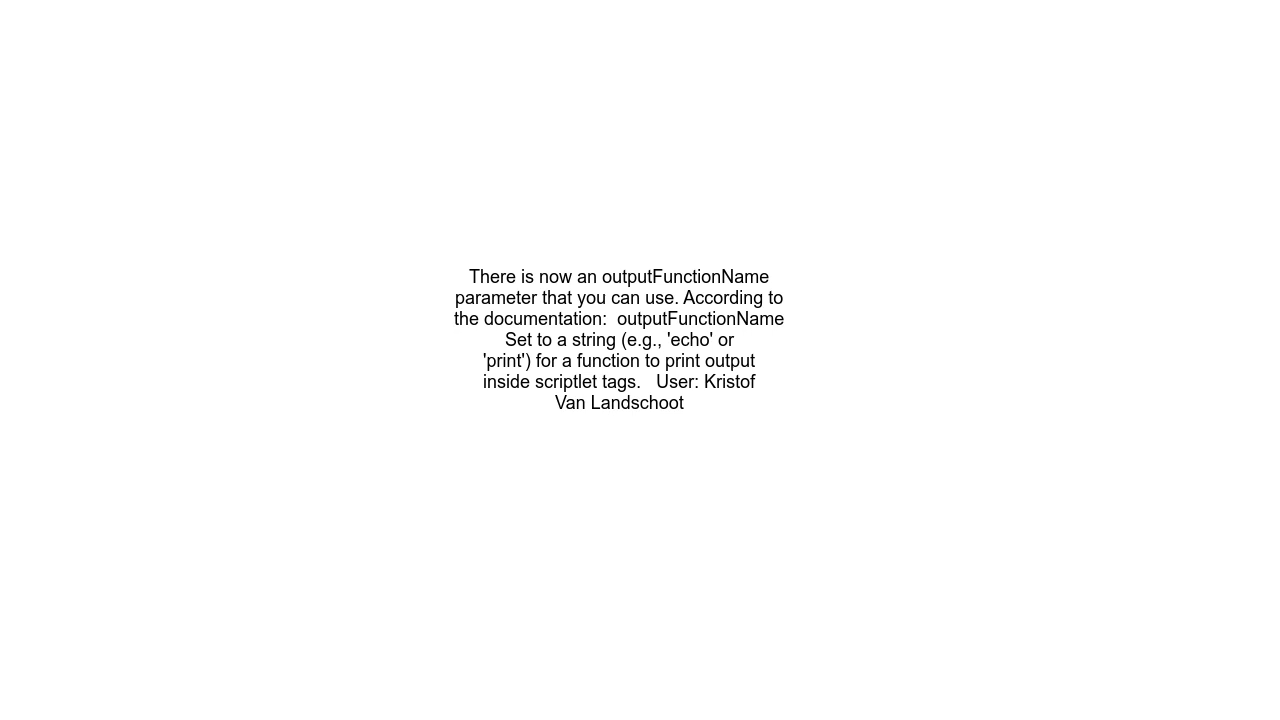 There is now an outputFunctionName
parameter that you can use. According to
the documentation:  outputFunctionName
Set to a string (e.g., 'echo' or
'print') for a function to print output
inside scriptlet tags.   User: Kristof
Van Landschoot